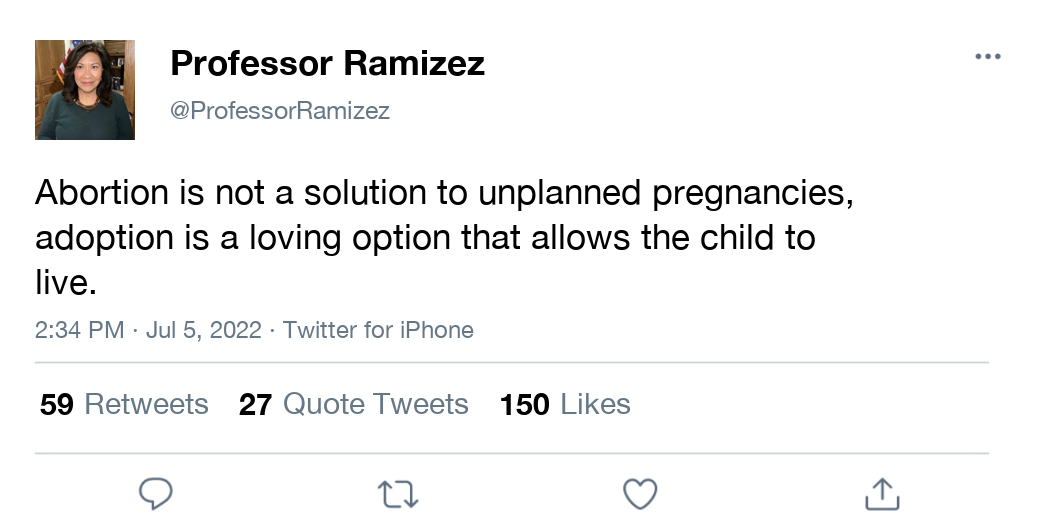 Professor Ramizez
@ProfessorRamizez
Abortion is not a solution to unplanned pregnancies,
adoption is a loving option that allows the child to
live.
2:34 PM · Jul 5, 2022 · Twitter for iPhone
59 Retweets 27 Quote Tweets 150 Likes